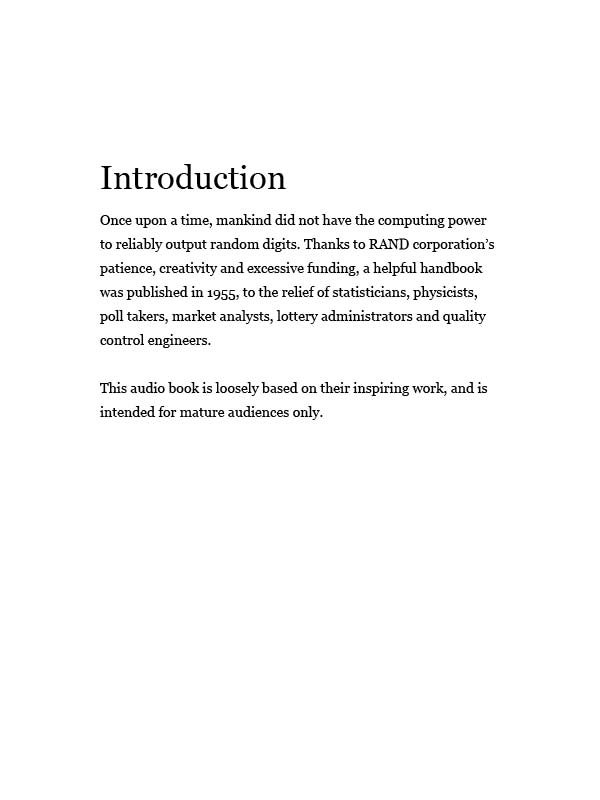 Introduction
Once upon a time, mankind did not have the computing power
to reliably output random digits. Thanks to RAND corporation’s
patience, creativity and excessive funding, a helpful handbook
was published in 1955, to the relief of statisticians, physicists,
poll takers, market analysts, lottery administrators and quality
control engineers.
This audio book is loosely based on their inspiring work, and is
intended for mature audiences only.